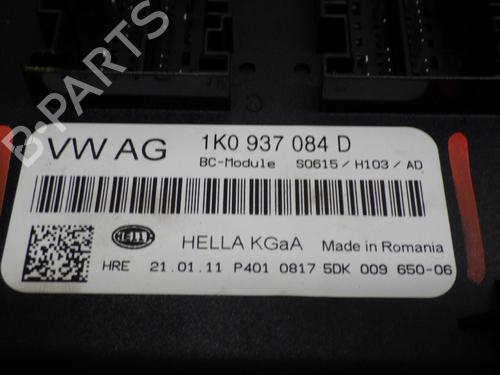 VW AG 1K0 937 084 D
BC-Module S0615 / H103 / AD
HELLA
HELLA KGaA Made in Romania
HRE 21.01.11 P401 0817 5DK 009 650-06
B-PARTS